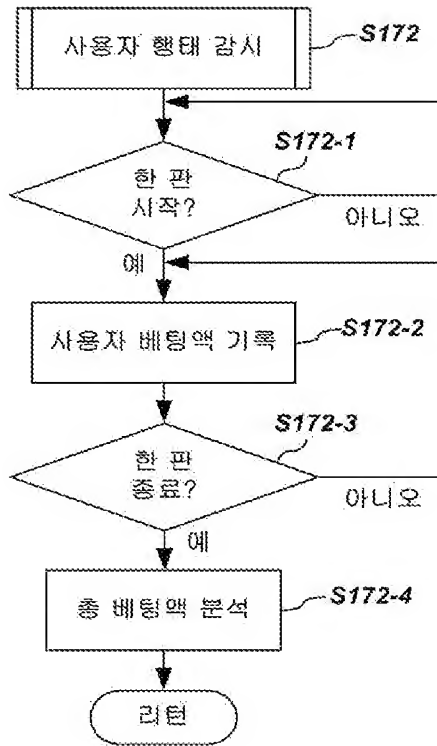 사용자 행태 감시
S172
한 판
시작?
S172-1
아니오
예
사용자 베팅액 기록
S172-2
한 판
종료?
S172-3
아니오
예
총 베팅액 분석
S172-4
리턴